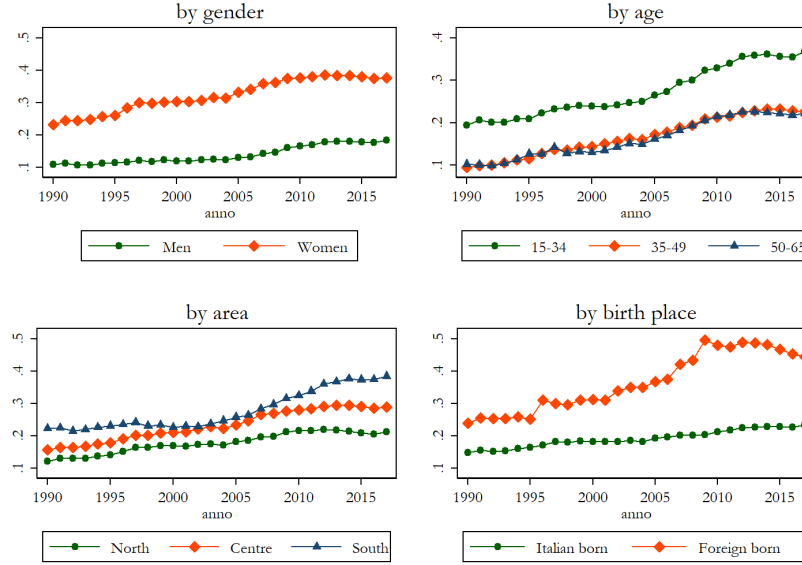 by gender
.5
.4
.3
.2
.1
1990 1995 2000 2005 2010 2015
anno
Men Women
by age
.4
.3
.2
.1
1990 1995 2000 2005 2010 2015
anno
15-34 35-49 50-65
by area
.5
.4
.3
.2
.1
1990 1995 2000 2005 2010 2015
anno
North Centre South
by birth place
.5
.4
.3
.2
.1
1990 1995 2000 2005 2010 2015
anno
Italian born Foreign born